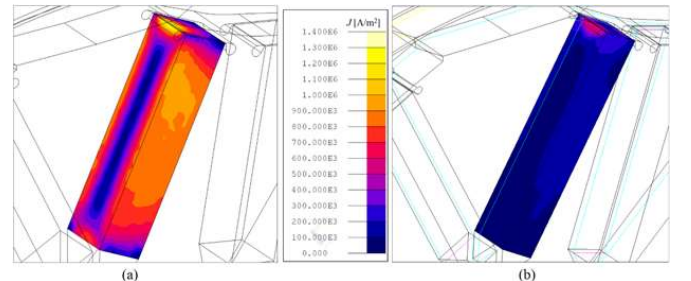 J [A/m²]
1.400E6
1.300E6
1.200E6
1.100E6
1.000E6
900.000E3
800.000E3
700.000E3
600.000E3
500.000E3
400.000E3
300.000E3
200.000E3
100.000E3
0.000
(a)
(b)